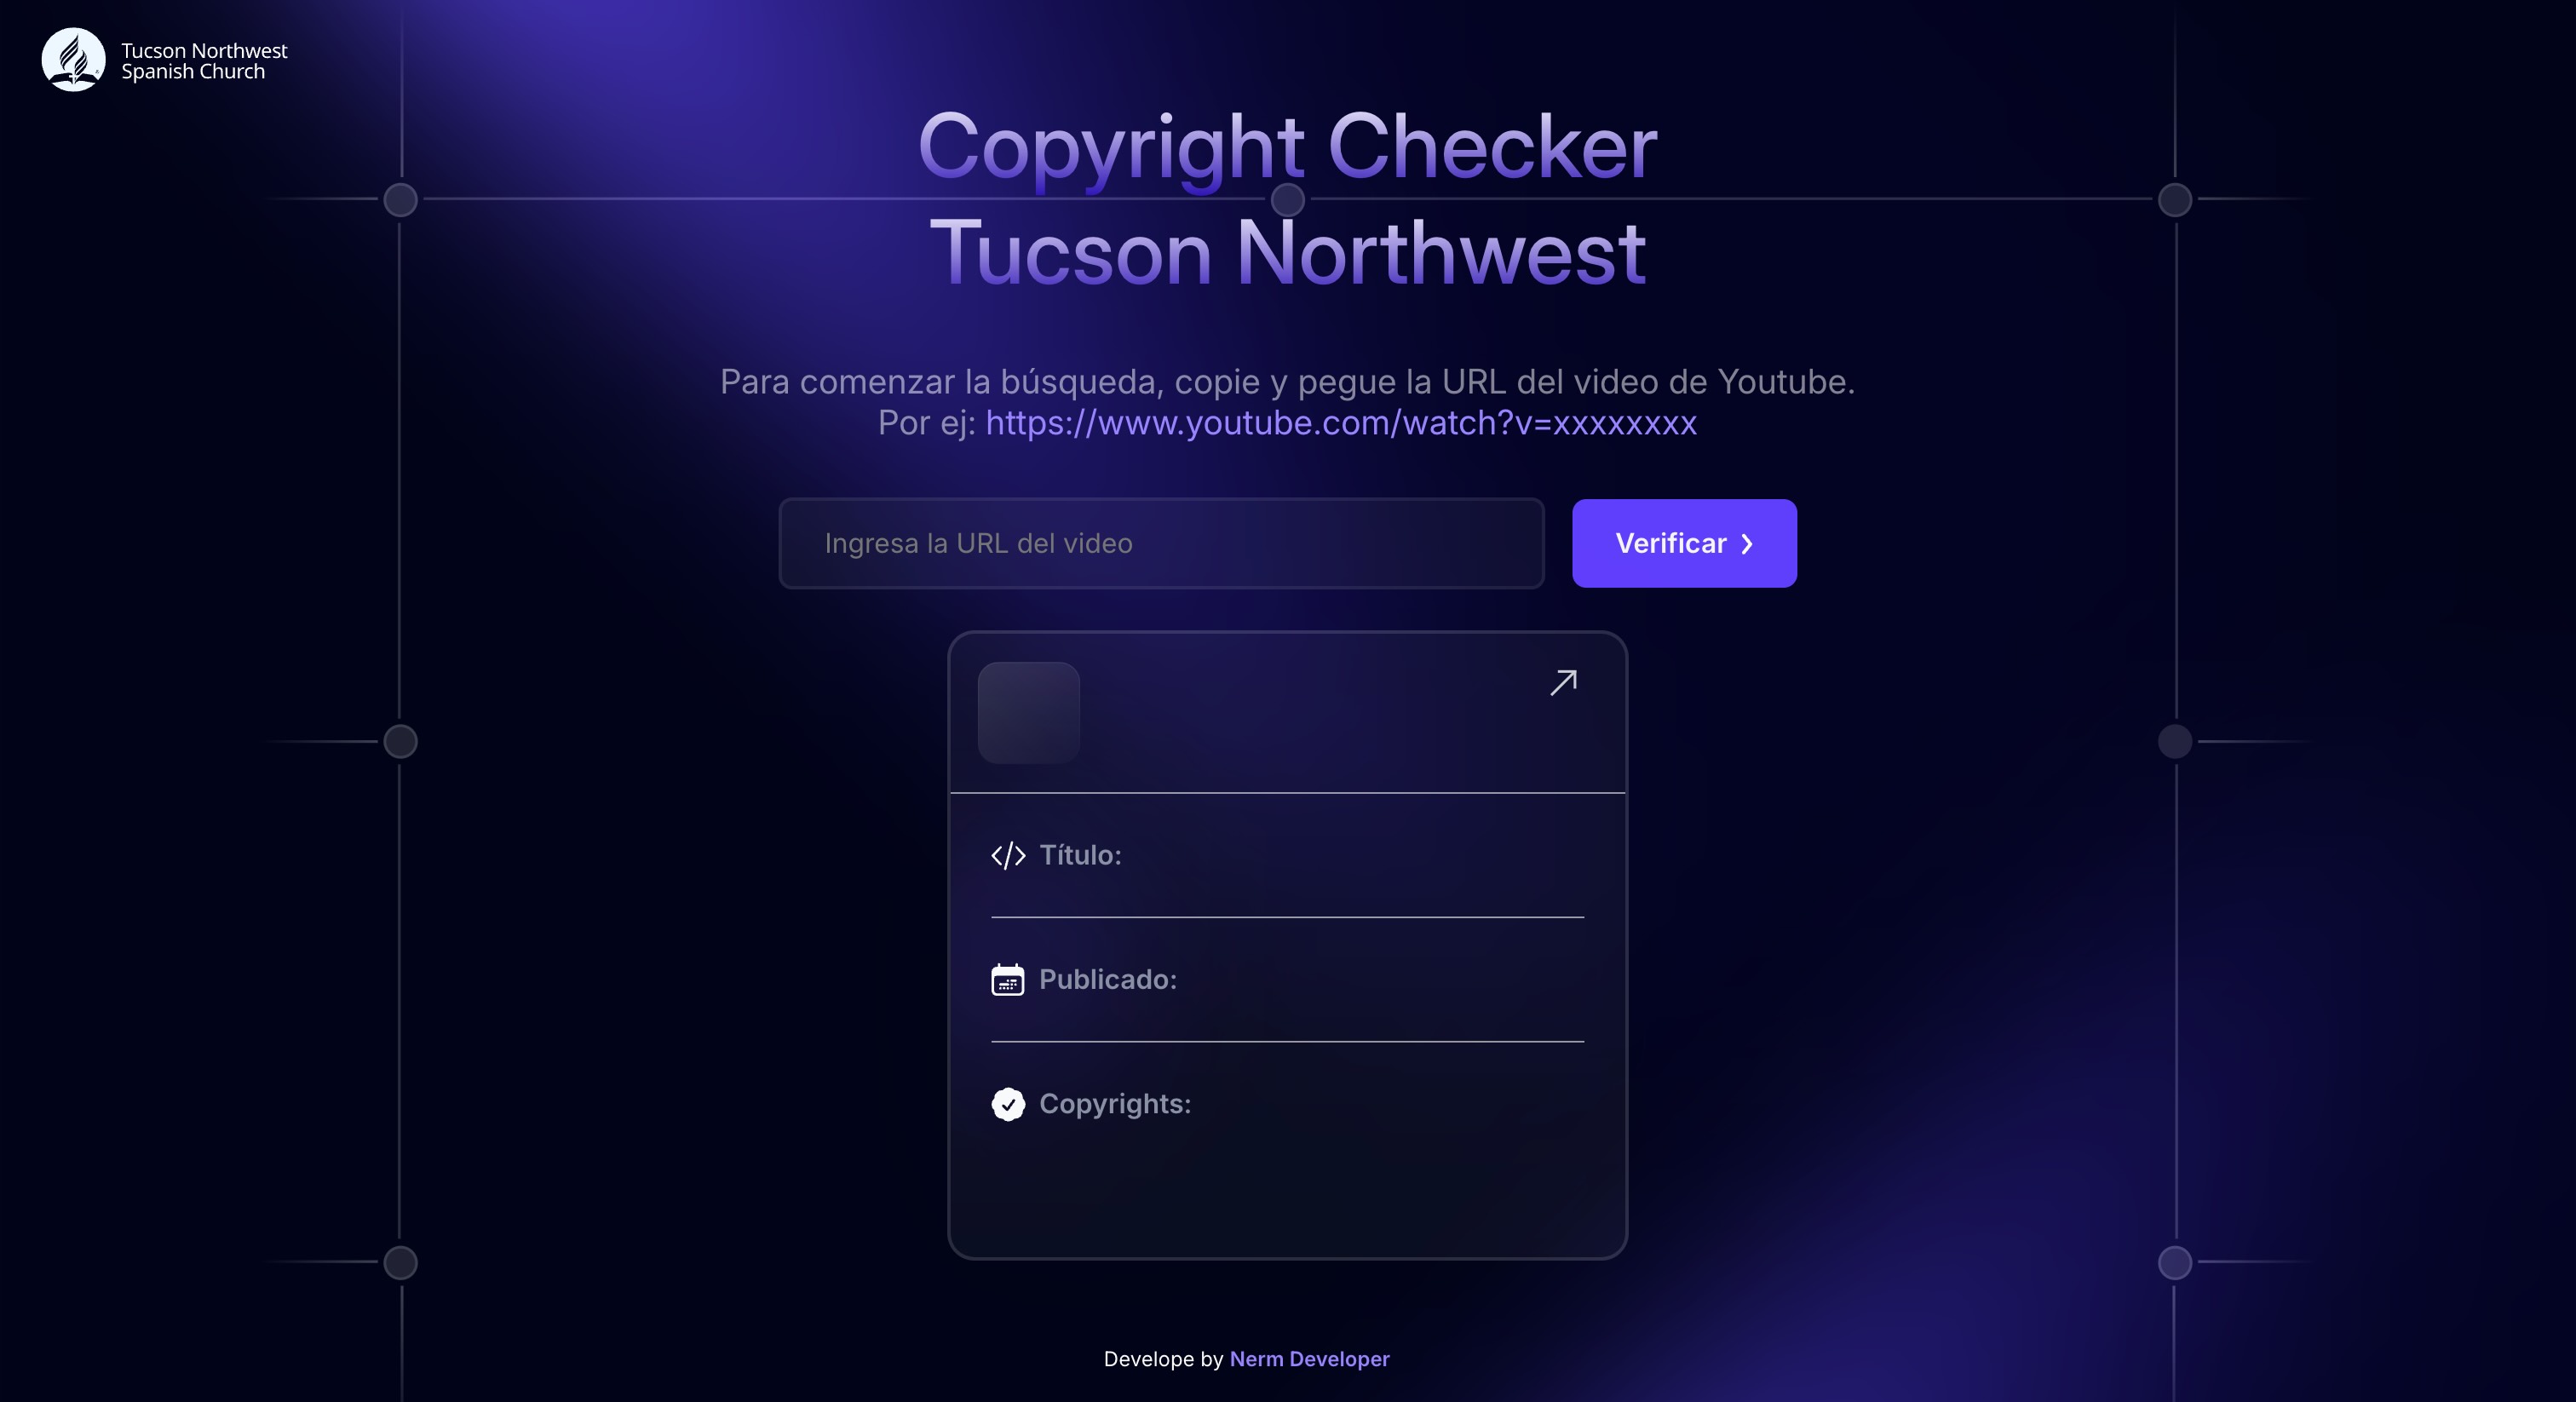 Tucson Northwest
Spanish Church
Copyright Checker
Tucson Northwest
Para comenzar la búsqueda, copie y pegue la URL del video de Youtube.
Por ej: https://www.youtube.com/watch?v=xxxxxxxx
Ingresa la URL del video
Verificar
Título:
Publicado:
Copyrights:
Develope by Nerm Developer